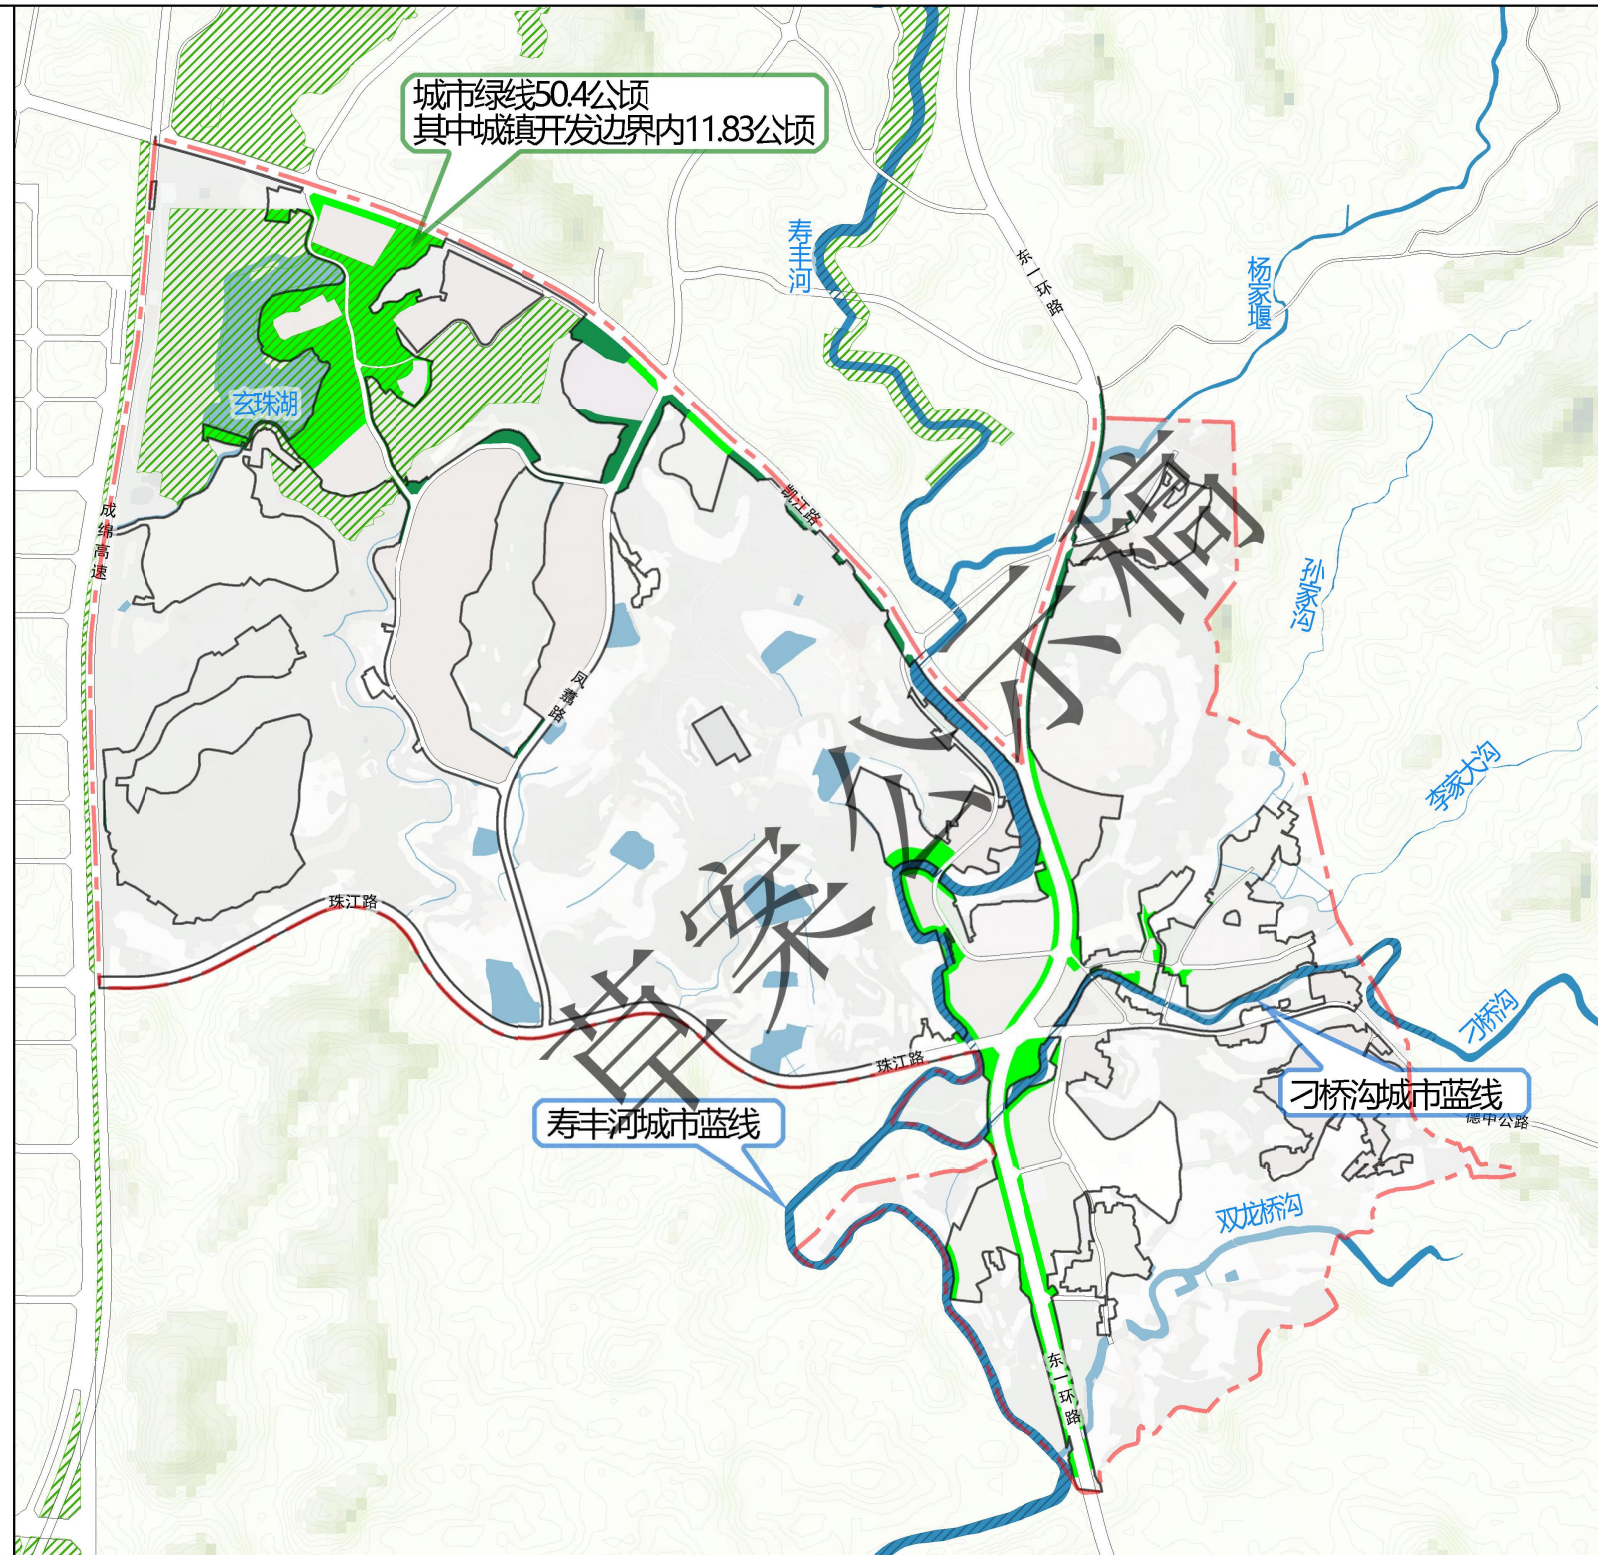 城市绿线50.4公顷
其中城镇开发边界内11.83公顷
寿丰河
东一环路
杨家堰
玄珠湖
成绵高速
凯江路
孙家沟
凤翥路
李家大沟
珠江路
刁桥沟
珠江路
刁桥沟城市蓝线
寿丰河城市蓝线
德中公路
双龙桥沟
东一环路
草案公示稿